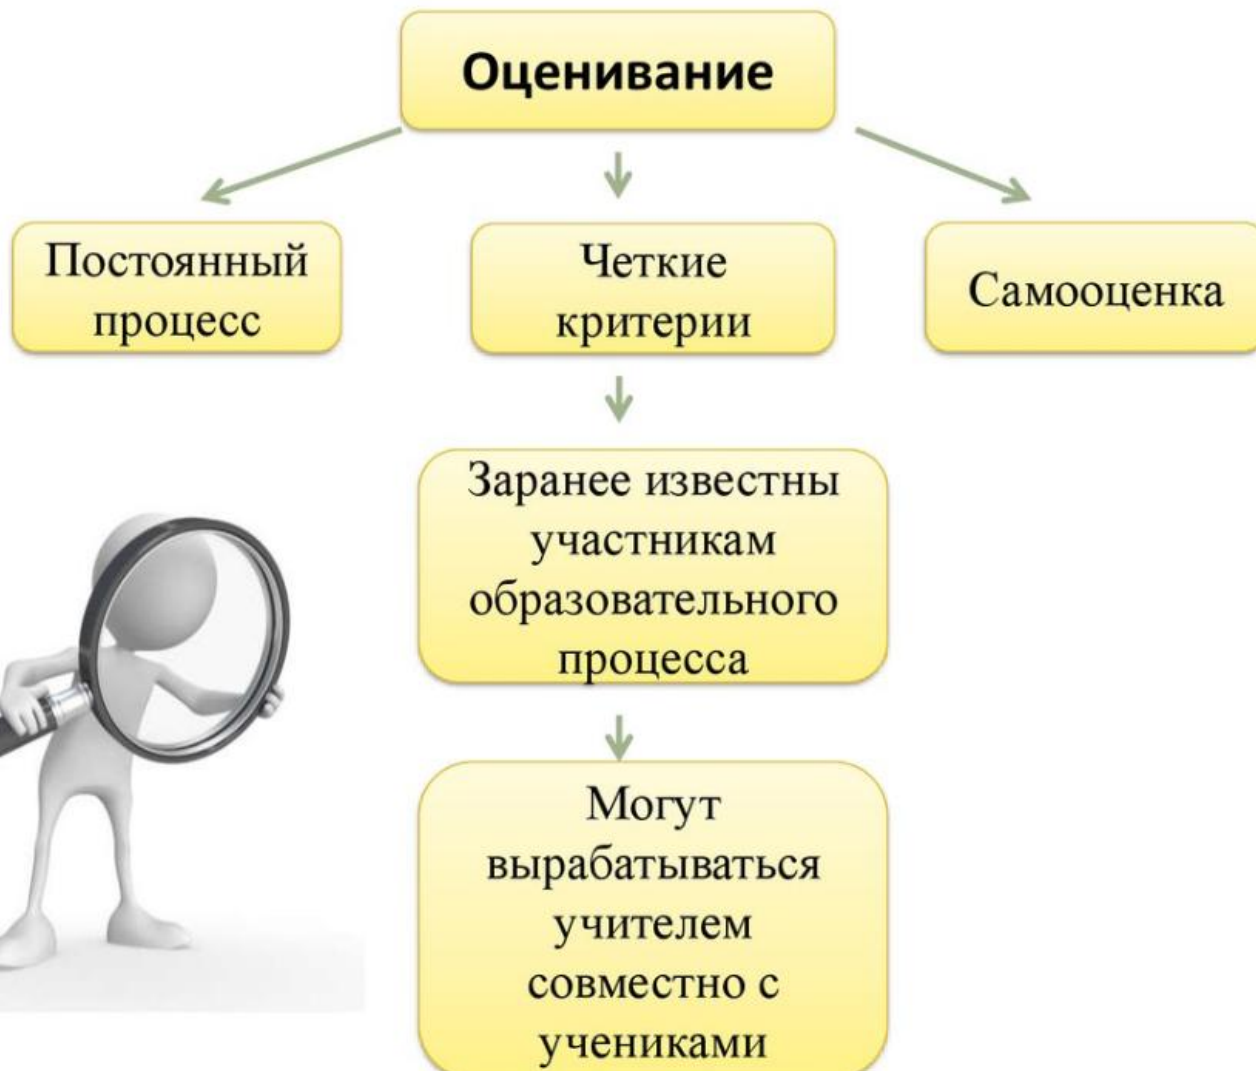 Оценивание
Постоянный
процесс
Четкие
критерии
Самооценка
Заранее известны
участникам
образовательного
процесса
Могут
вырабатываться
учителем
совместно с
учениками